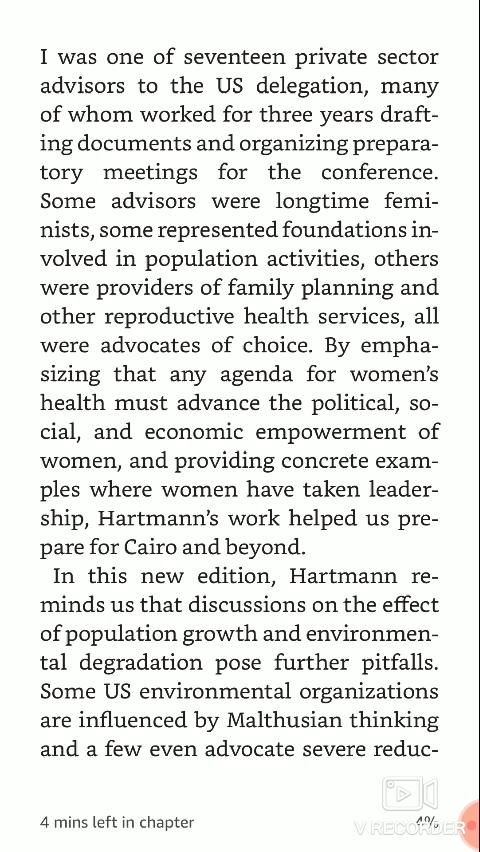 I was one of seventeen private sector
advisors to the US delegation, many
of whom worked for three years draft-
ing documents and organizing prepara-
tory meetings for the conference.
Some advisors were longtime femi-
nists, some represented foundations in-
volved in population activities, others
were providers of family planning and
other reproductive health services, all
were advocates of choice. By empha-
sizing that any agenda for women's
health must advance the political, so-
cial, and economic empowerment of
women, and providing concrete exam-
ples where women have taken leader-
ship, Hartmann's work helped us pre-
pare for Cairo and beyond.
In this new edition, Hartmann re-
minds us that discussions on the effect
of population growth and environmen-
tal degradation pose further pitfalls.
Some US environmental organizations
are influenced by Malthusian thinking
and a few even advocate severe reduc-
4 mins left in chapter 4%
V RECORDER